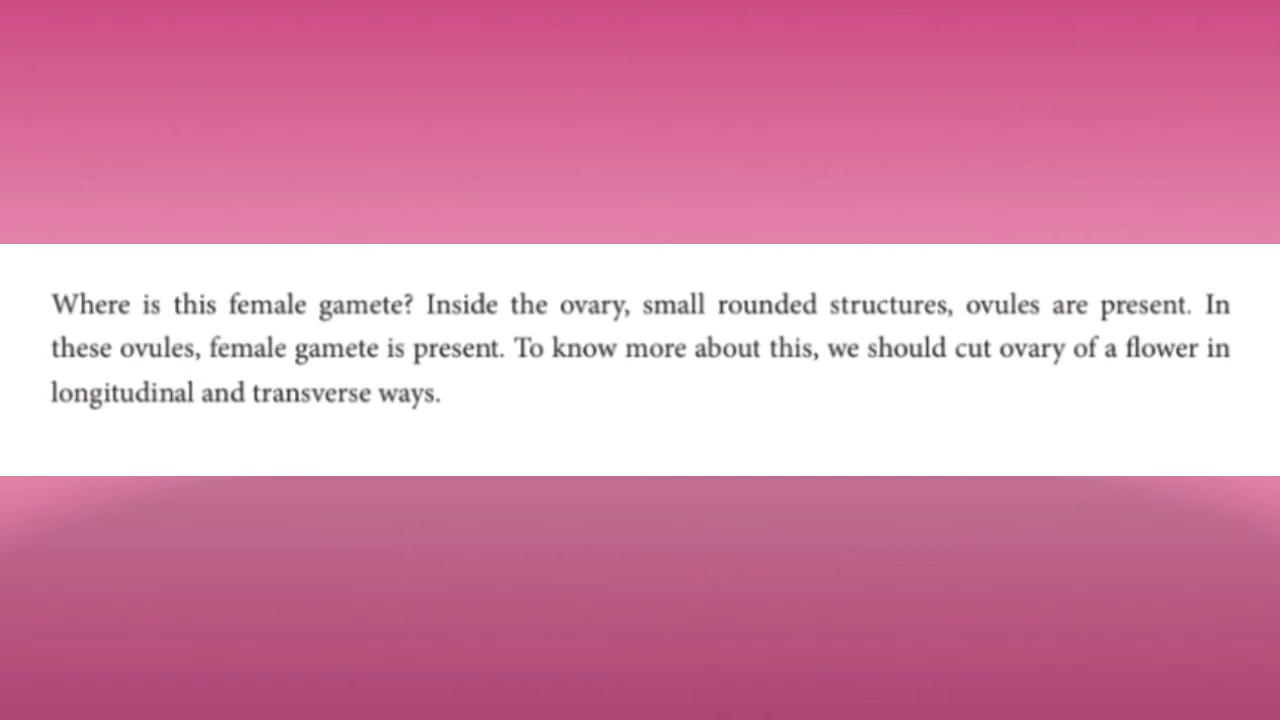 Where is this female gamete? Inside the ovary, small rounded structures, ovules are present. In
these ovules, female gamete is present. To know more about this, we should cut ovary of a flower in
longitudinal and transverse ways.